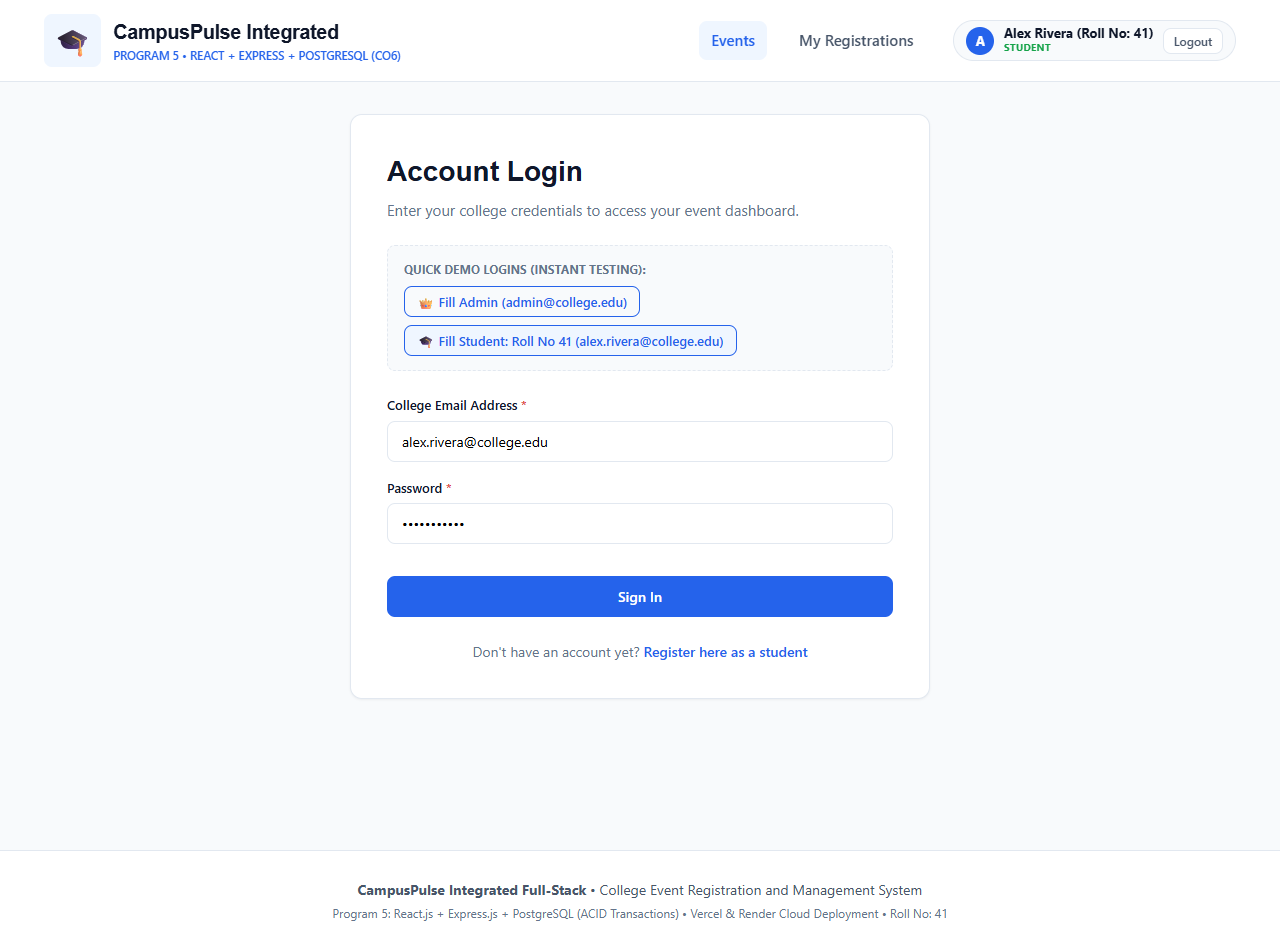 CampusPulse Integrated
PROGRAM 5 • REACT + EXPRESS + POSTGRESQL (CO6)
Events
My Registrations
A
Alex Rivera (Roll No: 41)
STUDENT
Logout
Account Login
Enter your college credentials to access your event dashboard.
QUICK DEMO LOGINS (INSTANT TESTING):
Fill Admin (admin@college.edu)
Fill Student: Roll No 41 (alex.rivera@college.edu)
College Email Address *
alex.rivera@college.edu
Password *
•••••••••••
Sign In
Don't have an account yet? Register here as a student
CampusPulse Integrated Full-Stack • College Event Registration and Management System
Program 5: React.js + Express.js + PostgreSQL (ACID Transactions) • Vercel & Render Cloud Deployment • Roll No: 41